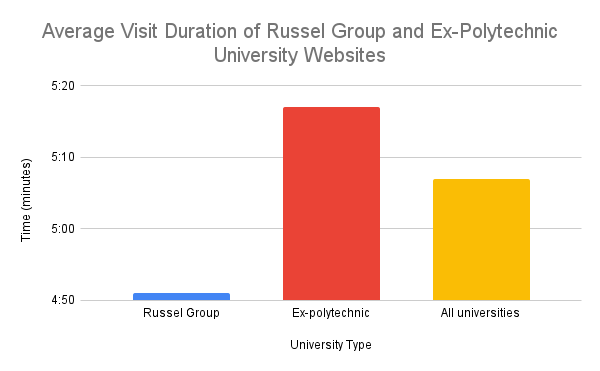 Average Visit Duration of Russel Group and Ex-Polytechnic
University Websites
Time (minutes)
5:20
5:10
5:00
4:50
Russel Group
Ex-polytechnic
All universities
University Type